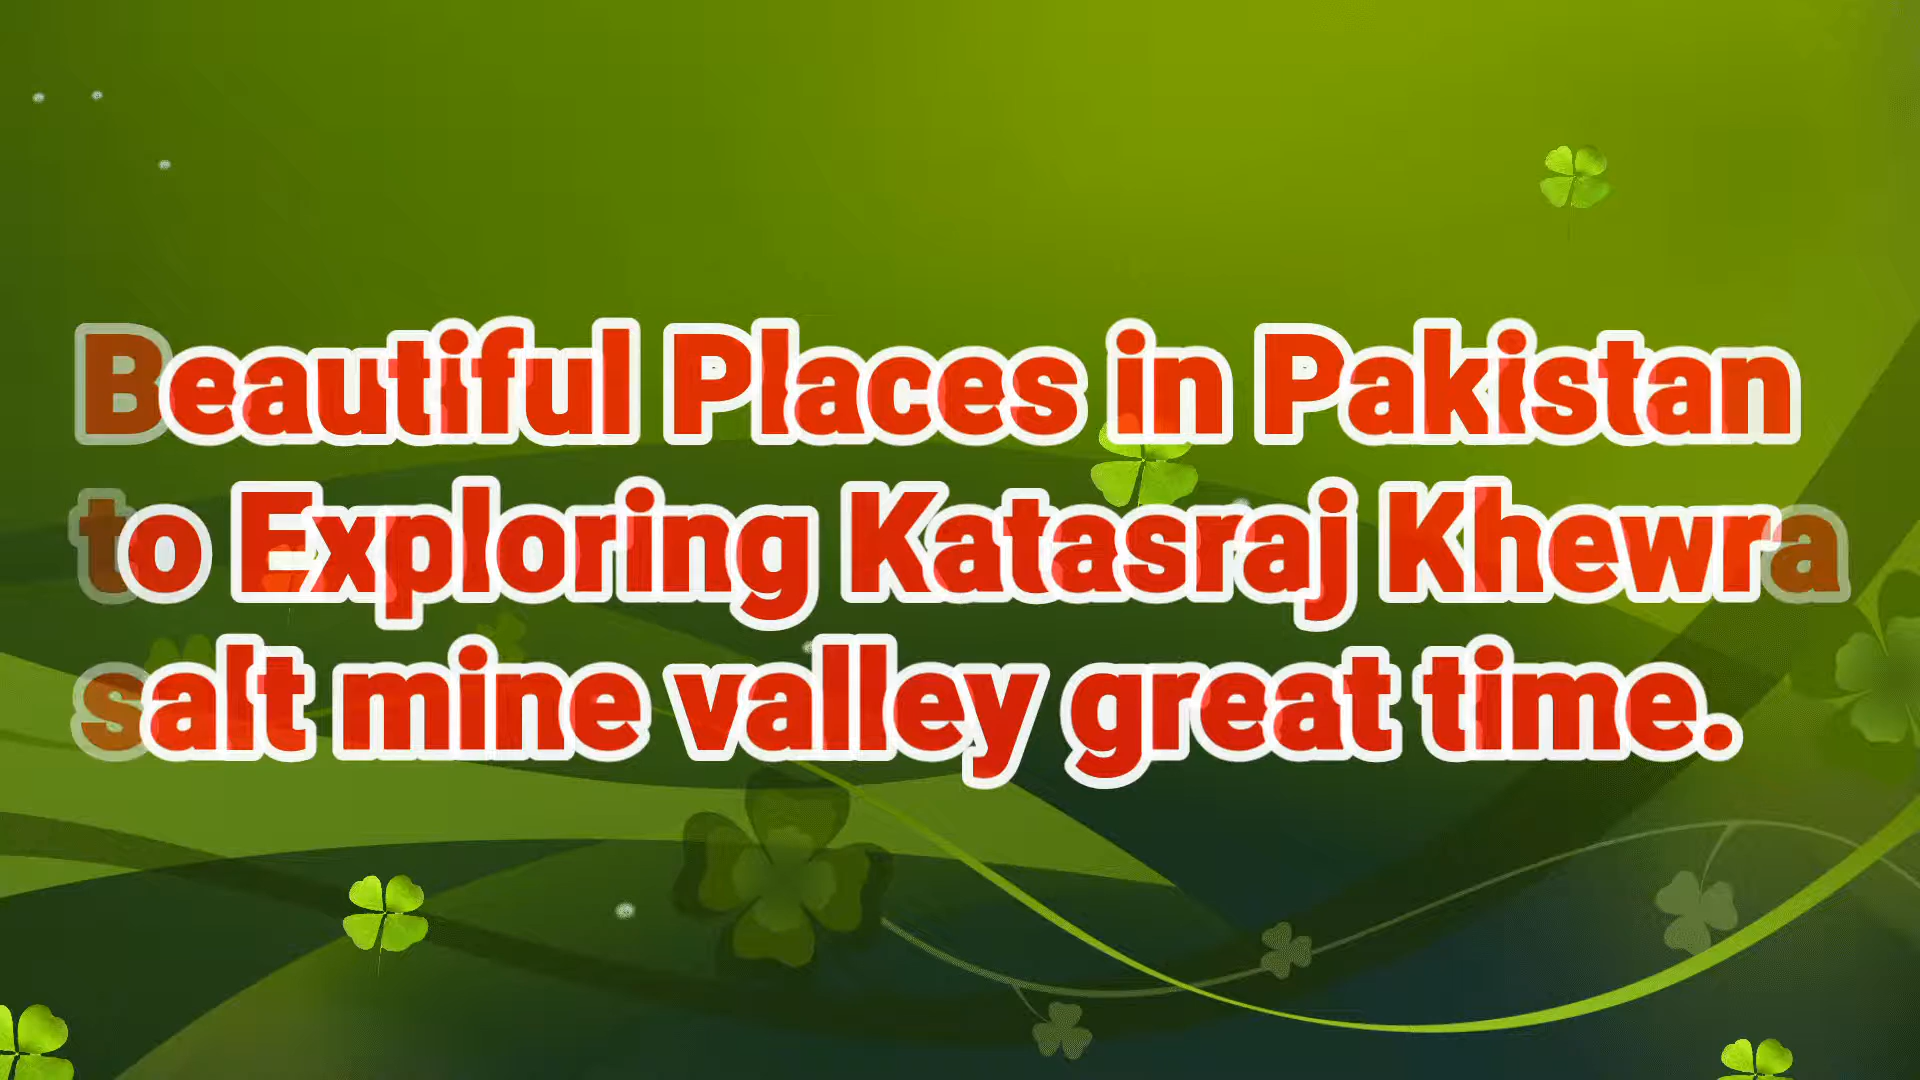 Beautiful Places in Pakistan
to Exploring Katasraj Khewra
salt mine valley great time.